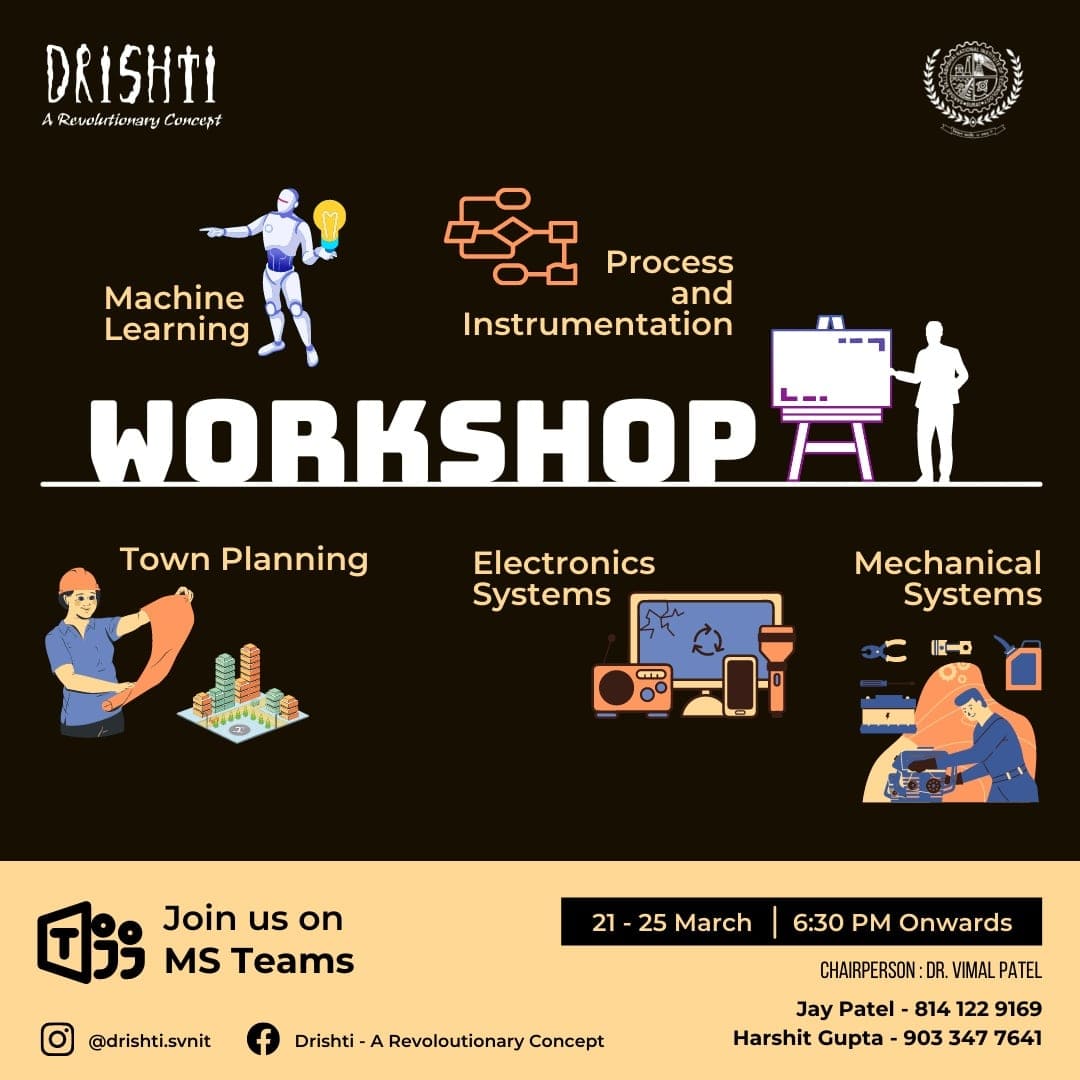 DRISHTI
A Revolutionary Concept
Machine
Learning
Process
and
Instrumentation
WORKSHOP
Town Planning
Electronics
Systems
Mechanical
Systems
T
Join us on
MS Teams
21 - 25 March | 6:30 PM Onwards
CHAIRPERSON : DR. VIMAL PATEL
Jay Patel - 814 122 9169
Harshit Gupta - 903 347 7641
@drishti.svnit
Drishti - A Revoloutionary Concept